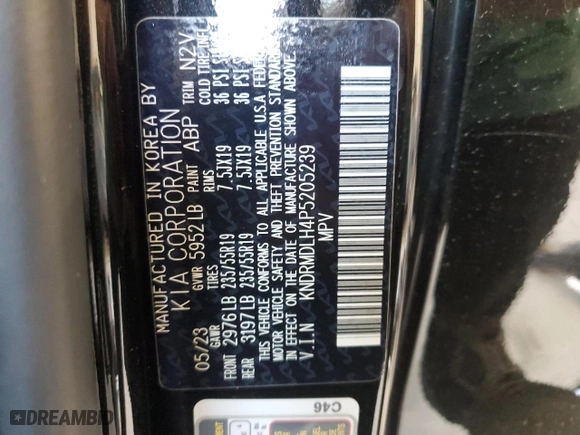 MANUFACTURED IN KOREA BY
KIA CORPORATION
GVWR 5952LB PAINT ABP TRIM N2V
05/23 GAWR TIRES RIMS COLD TIRE INFL
FRONT 2976LB 235/55R19 7.5JX19 36 PSI
REAR 3197LB 235/55R19 7.5JX19 36 PSI
THIS VEHICLE CONFORMS TO ALL APPLICABLE U.S.A FEDERAL
MOTOR VEHICLE SAFETY AND THEFT PREVENTION STANDARDS
IN EFFECT ON THE DATE OF MANUFACTURE SHOWN ABOVE
V.I.N KNDRMDLH4P5205239
MPV
C46
DREAMBID